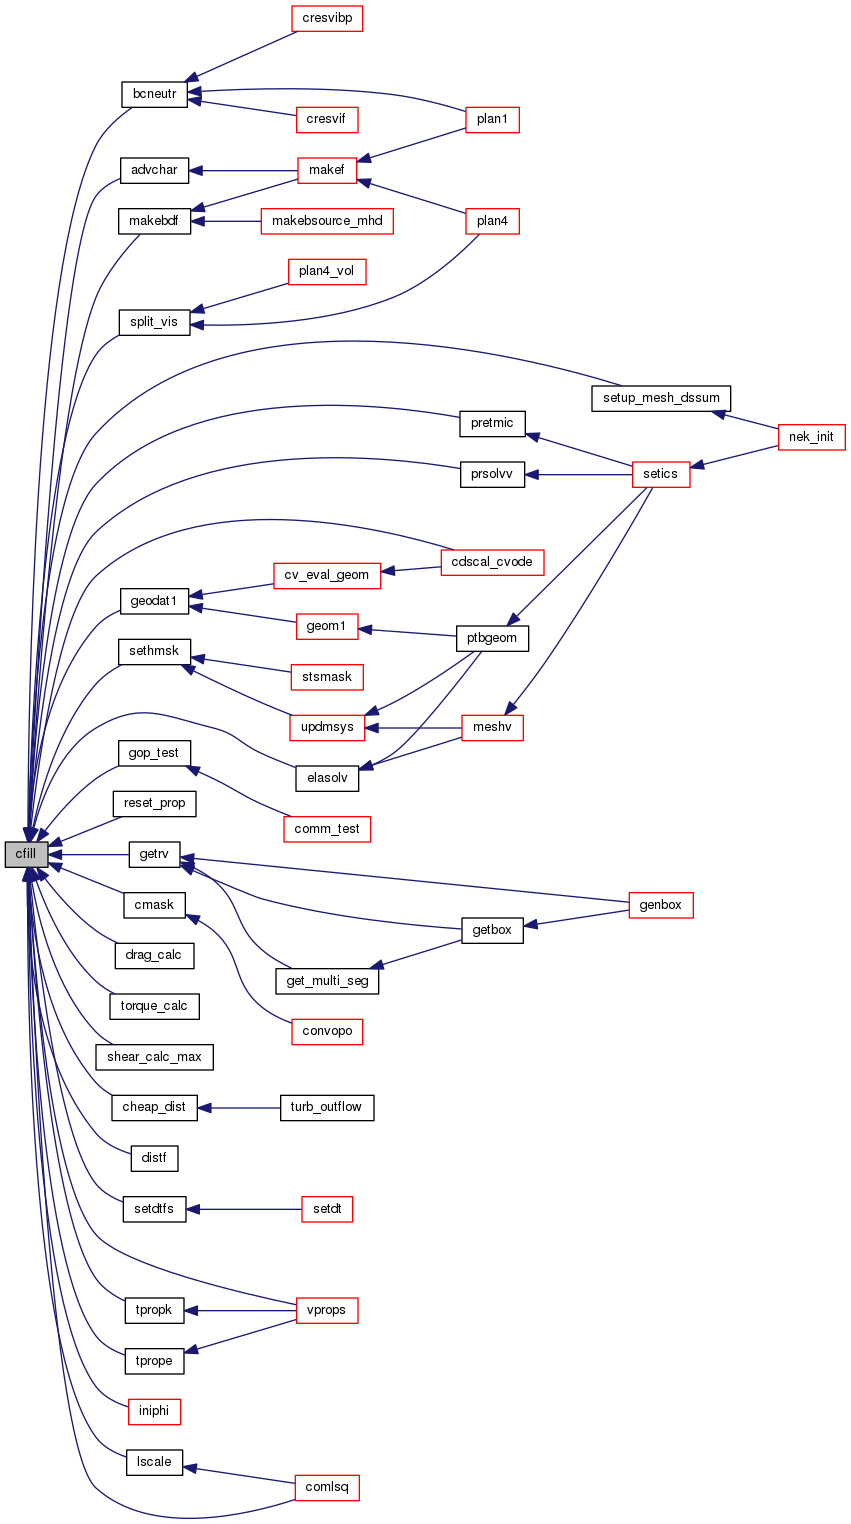 cresvibp
bcneutr
plan1
cresvif
advchar
makef
makebdf
makebsource_mhd
plan4
plan4_vol
split_vis
setup_mesh_dssum
pretmic
nek_init
prsolvv
setics
cdscal_cvode
cv_eval_geom
geodat1
geom1
ptbgeom
sethmsk
stsmask
updmsys
meshv
gop_test
elasolv
reset_prop
comm_test
cfill
getrv
cmask
genbox
getbox
drag_calc
get_multi_seg
torque_calc
convopo
shear_calc_max
cheap_dist
turb_outflow
distf
setdtfs
setdt
tpropk
vprops
tprope
iniphi
lscale
comlsq